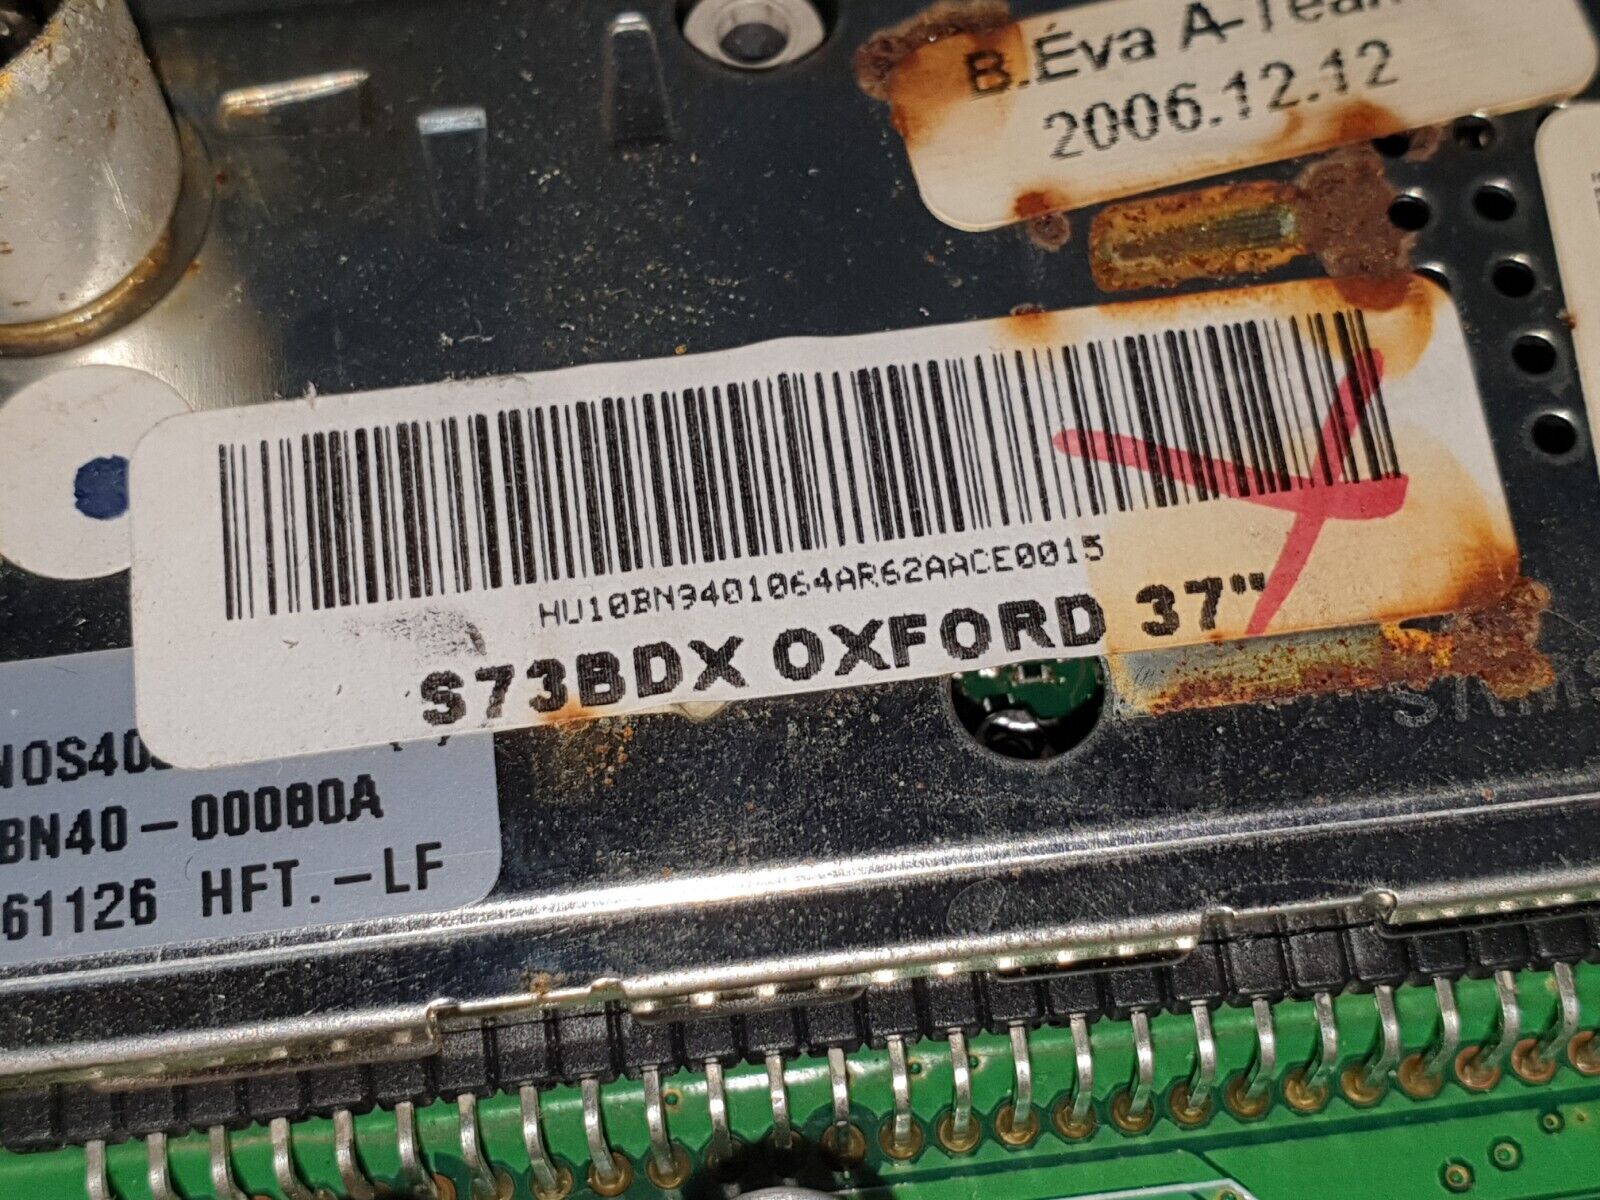 B.Éva A-Team
2006.12.12
HU10BN9401064AR62AACE0015
S73BDX OXFORD 37"
BN40-00080A
61126 HFT.-LF